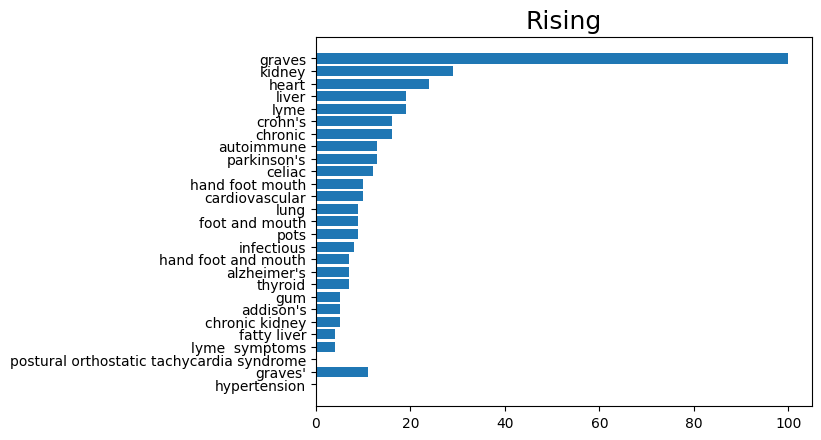 Rising
graves
kidney
heart
liver
lyme
crohn's
chronic
autoimmune
parkinson's
celiac
hand foot mouth
cardiovascular
lung
foot and mouth
pots
infectious
hand foot and mouth
alzheimer's
thyroid
gum
addison's
chronic kidney
fatty liver
lyme  symptoms
postural orthostatic tachycardia syndrome
graves'
hypertension
0 20 40 60 80 100